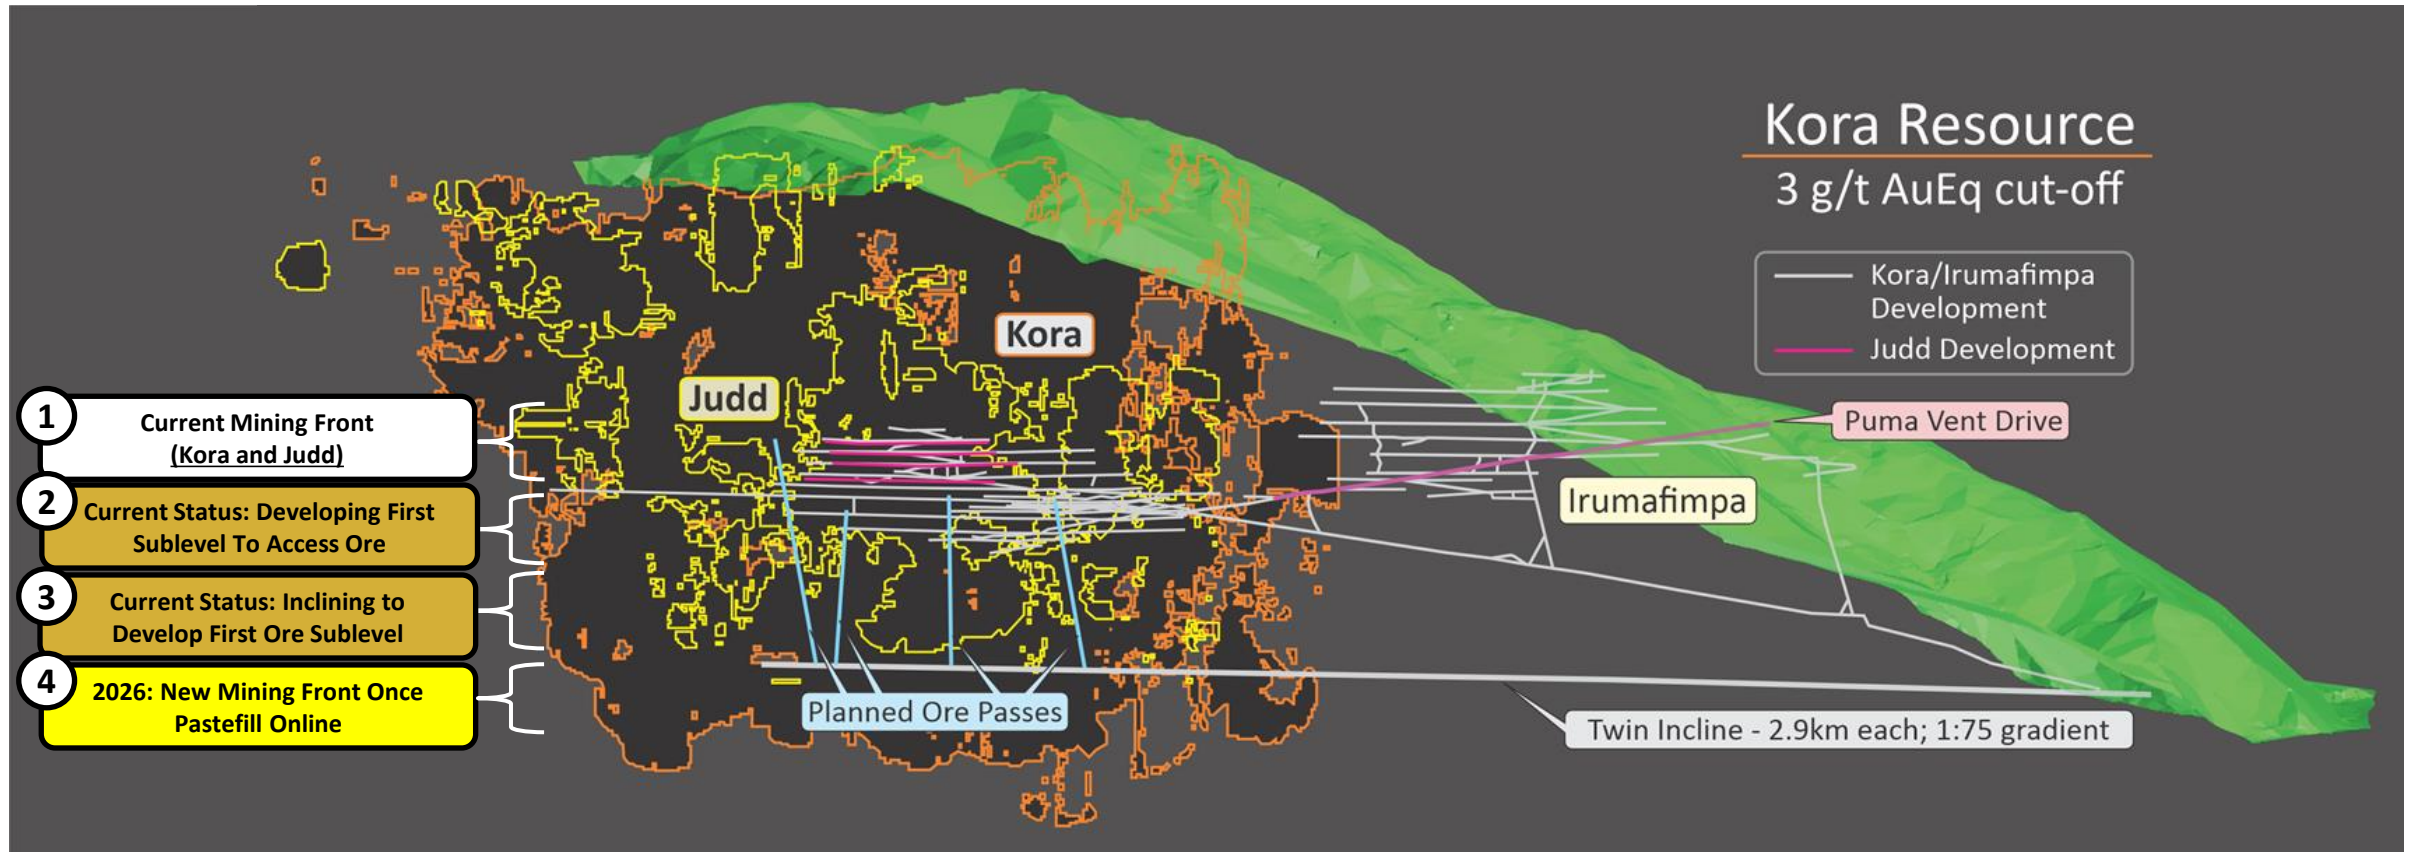 Kora Resource
3 g/t AuEq cut-off
Kora/Irumafimpa
Development
Judd Development
Kora
Judd
Puma Vent Drive
Irumafimpa
1
Current Mining Front
(Kora and Judd)
2
Current Status: Developing First
Sublevel To Access Ore
3
Current Status: Inclining to
Develop First Ore Sublevel
4
2026: New Mining Front Once
Pastefill Online
Planned Ore Passes
Twin Incline - 2.9km each; 1:75 gradient